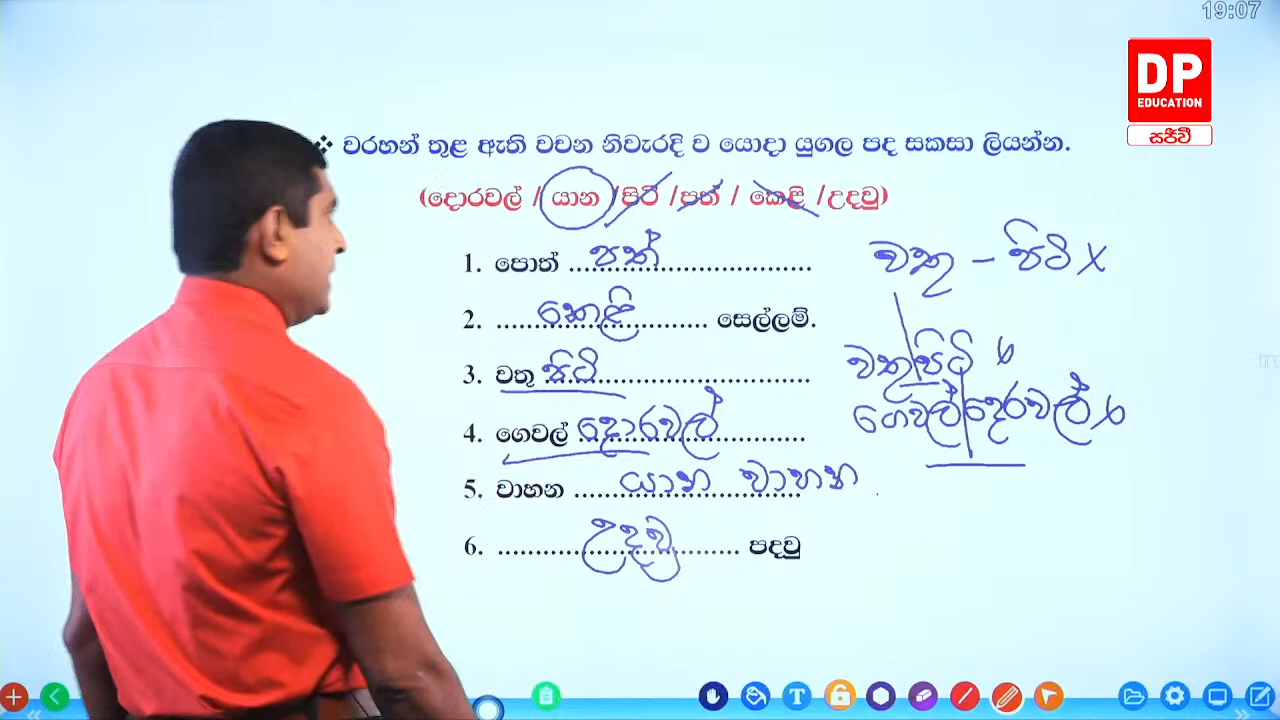 19:07
DP
EDUCATION
සජීවී
❖ වරහන් තුළ ඇති වචන නිවැරදි ව යොදා යුගල පද සකසා ලියන්න.
(දොරවල් / යාන / පිටි / පත් / කෙළි / උදවු)
1. පොත් පත්
වතු – පිටි X
2. කෙළි සෙල්ලම්.
3. වතු පිටි
වතුපිටි
4. ගෙවල් දොරවල්
ගෙවල්දොරවල්
5. වාහන යාන වාහන
6. උදවු පදවු